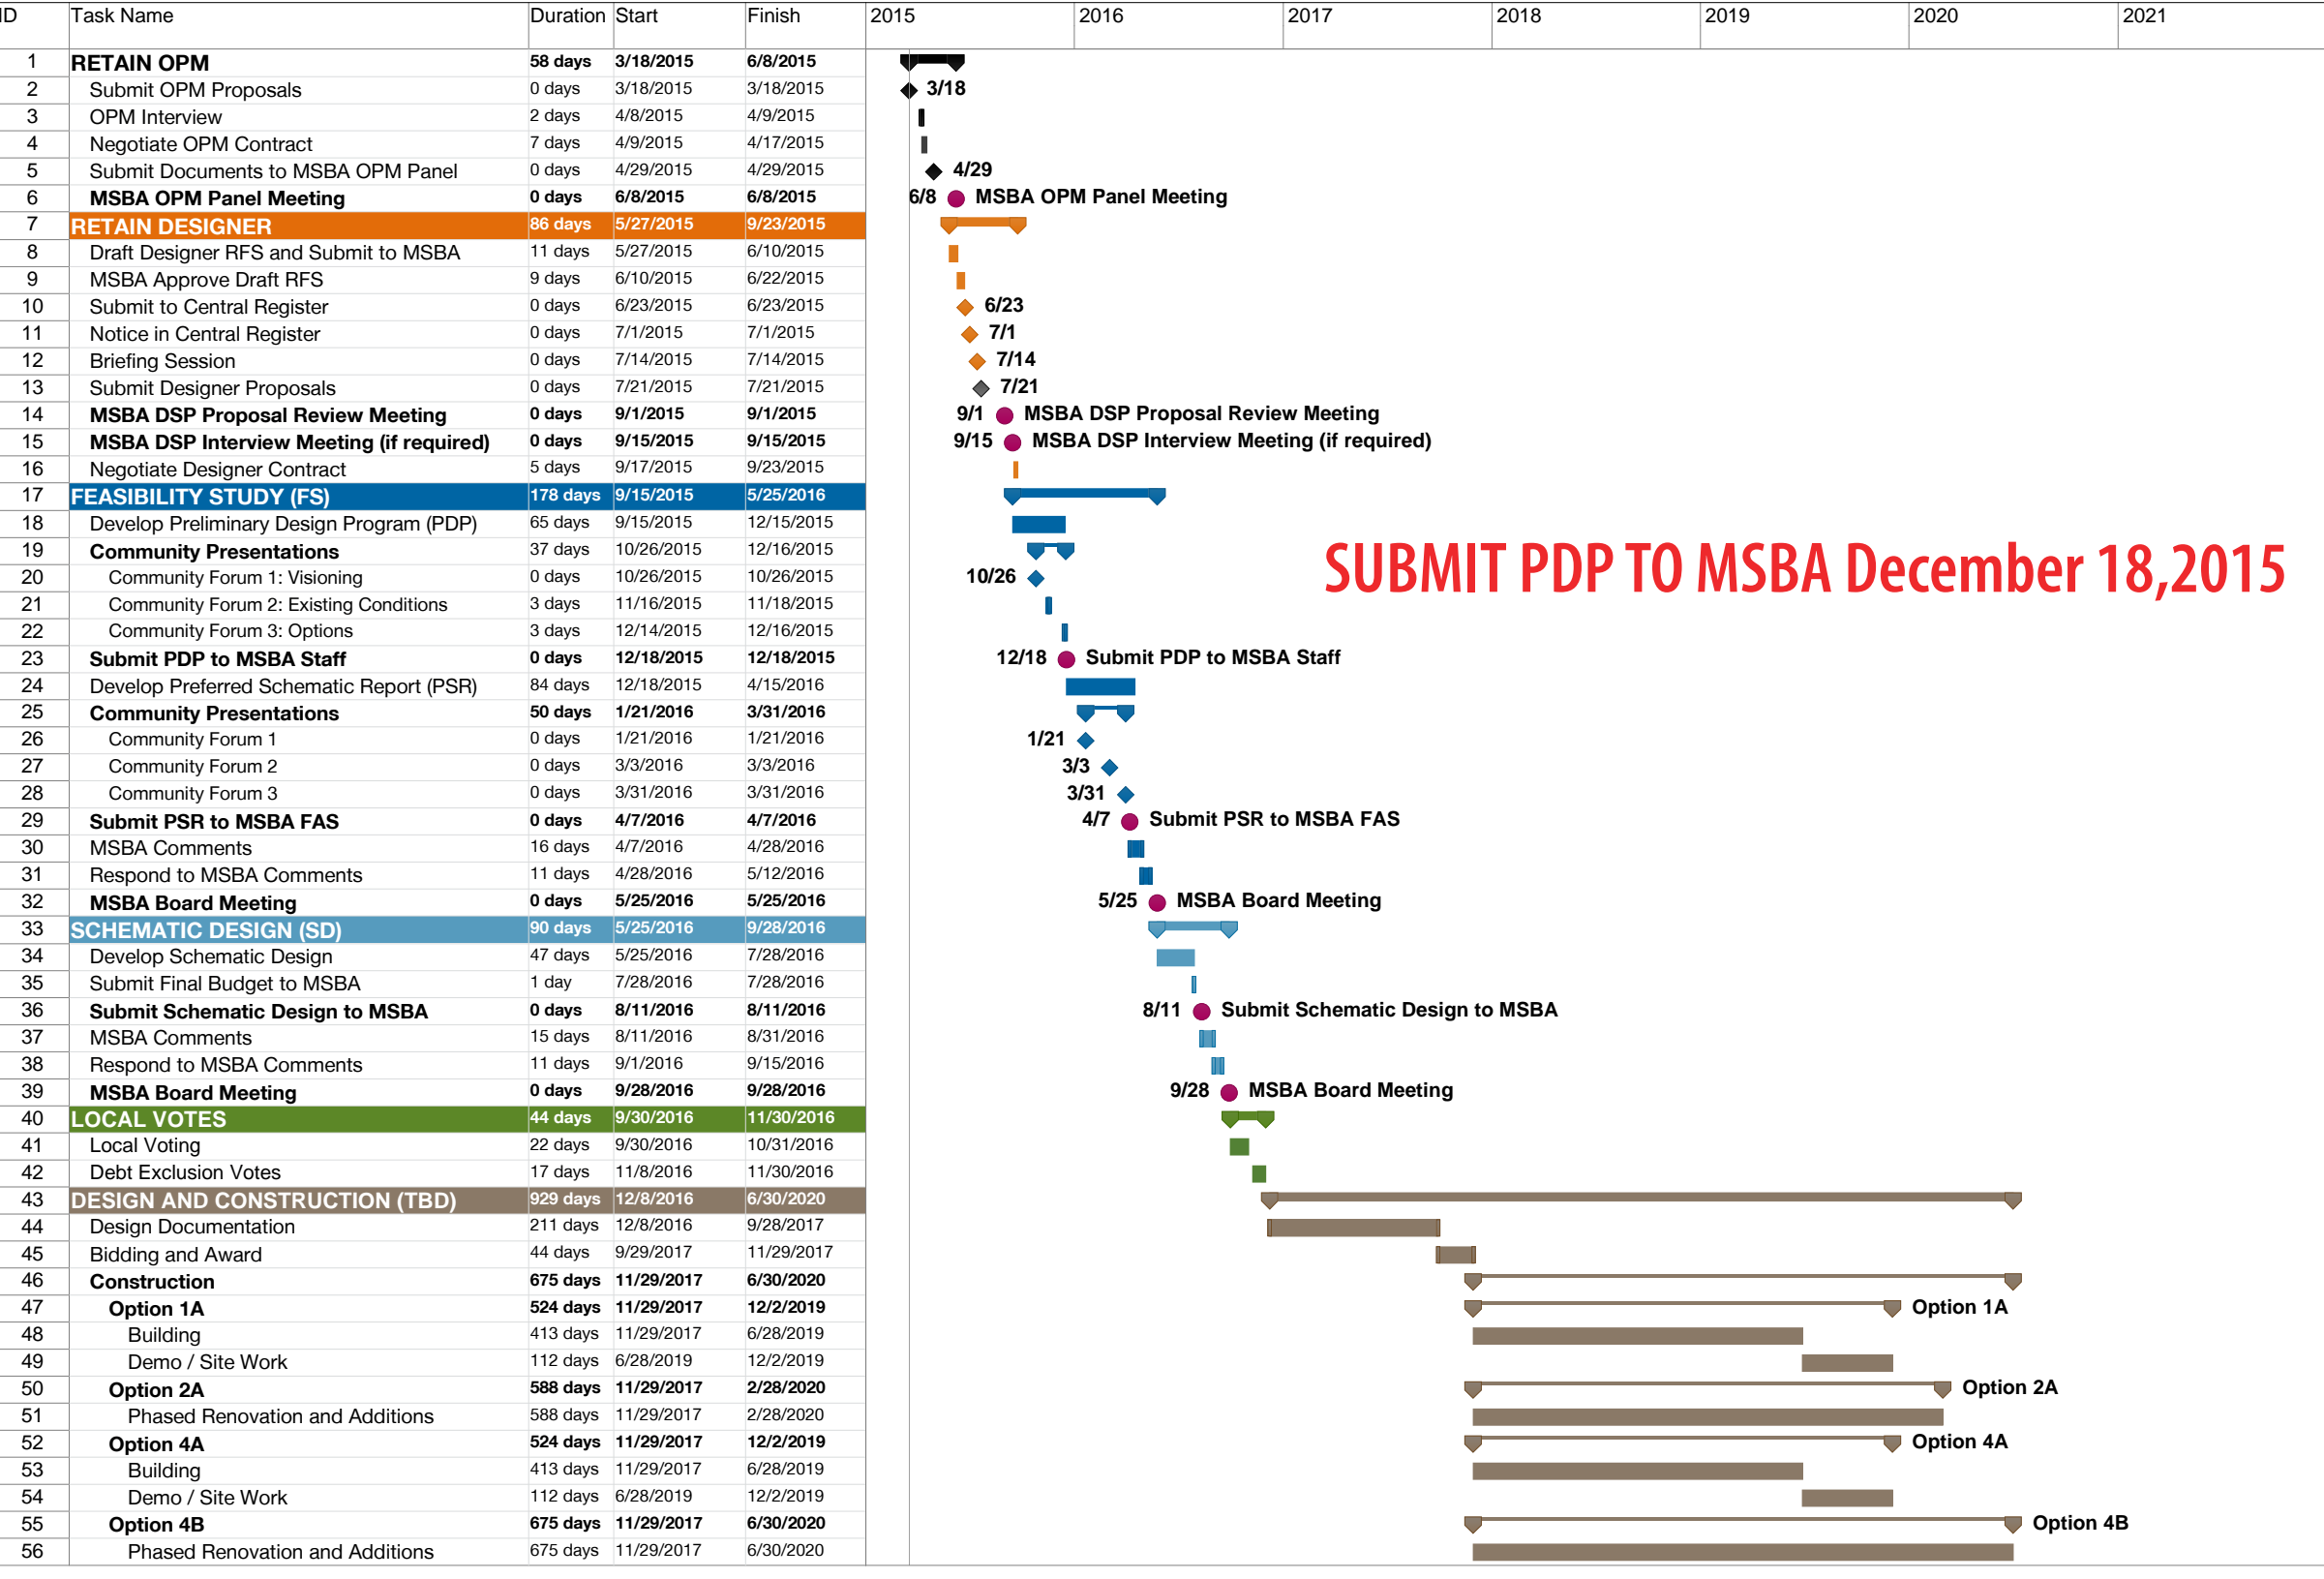 ID Task Name Duration Start Finish 2015 2016 2017 2018 2019 2020 2021
1 RETAIN OPM 58 days 3/18/2015 6/8/2015
2 Submit OPM Proposals 0 days 3/18/2015 3/18/2015 3/18
3 OPM Interview 2 days 4/8/2015 4/9/2015
4 Negotiate OPM Contract 7 days 4/9/2015 4/17/2015
5 Submit Documents to MSBA OPM Panel 0 days 4/29/2015 4/29/2015 4/29
6 MSBA OPM Panel Meeting 0 days 6/8/2015 6/8/2015 6/8 MSBA OPM Panel Meeting
7 RETAIN DESIGNER 86 days 5/27/2015 9/23/2015
8 Draft Designer RFS and Submit to MSBA 11 days 5/27/2015 6/10/2015
9 MSBA Approve Draft RFS 9 days 6/10/2015 6/22/2015
10 Submit to Central Register 0 days 6/23/2015 6/23/2015 6/23
11 Notice in Central Register 0 days 7/1/2015 7/1/2015 7/1
12 Briefing Session 0 days 7/14/2015 7/14/2015 7/14
13 Submit Designer Proposals 0 days 7/21/2015 7/21/2015 7/21
14 MSBA DSP Proposal Review Meeting 0 days 9/1/2015 9/1/2015 9/1 MSBA DSP Proposal Review Meeting
15 MSBA DSP Interview Meeting (if required) 0 days 9/15/2015 9/15/2015 9/15 MSBA DSP Interview Meeting (if required)
16 Negotiate Designer Contract 5 days 9/17/2015 9/23/2015
17 FEASIBILITY STUDY (FS) 178 days 9/15/2015 5/25/2016
18 Develop Preliminary Design Program (PDP) 65 days 9/15/2015 12/15/2015
19 Community Presentations 37 days 10/26/2015 12/16/2015
SUBMIT PDP TO MSBA December 18,2015
20 Community Forum 1: Visioning 0 days 10/26/2015 10/26/2015 10/26
21 Community Forum 2: Existing Conditions 3 days 11/16/2015 11/18/2015
22 Community Forum 3: Options 3 days 12/14/2015 12/16/2015
23 Submit PDP to MSBA Staff 0 days 12/18/2015 12/18/2015 12/18 Submit PDP to MSBA Staff
24 Develop Preferred Schematic Report (PSR) 84 days 12/18/2015 4/15/2016
25 Community Presentations 50 days 1/21/2016 3/31/2016
26 Community Forum 1 0 days 1/21/2016 1/21/2016 1/21
27 Community Forum 2 0 days 3/3/2016 3/3/2016 3/3
28 Community Forum 3 0 days 3/31/2016 3/31/2016 3/31
29 Submit PSR to MSBA FAS 0 days 4/7/2016 4/7/2016 4/7 Submit PSR to MSBA FAS
30 MSBA Comments 16 days 4/7/2016 4/28/2016
31 Respond to MSBA Comments 11 days 4/28/2016 5/12/2016
32 MSBA Board Meeting 0 days 5/25/2016 5/25/2016 5/25 MSBA Board Meeting
33 SCHEMATIC DESIGN (SD) 90 days 5/25/2016 9/28/2016
34 Develop Schematic Design 47 days 5/25/2016 7/28/2016
35 Submit Final Budget to MSBA 1 day 7/28/2016 7/28/2016
36 Submit Schematic Design to MSBA 0 days 8/11/2016 8/11/2016 8/11 Submit Schematic Design to MSBA
37 MSBA Comments 15 days 8/11/2016 8/31/2016
38 Respond to MSBA Comments 11 days 9/1/2016 9/15/2016
39 MSBA Board Meeting 0 days 9/28/2016 9/28/2016 9/28 MSBA Board Meeting
40 LOCAL VOTES 44 days 9/30/2016 11/30/2016
41 Local Voting 22 days 9/30/2016 10/31/2016
42 Debt Exclusion Votes 17 days 11/8/2016 11/30/2016
43 DESIGN AND CONSTRUCTION (TBD) 929 days 12/8/2016 6/30/2020
44 Design Documentation 211 days 12/8/2016 9/28/2017
45 Bidding and Award 44 days 9/29/2017 11/29/2017
46 Construction 675 days 11/29/2017 6/30/2020
47 Option 1A 524 days 11/29/2017 12/2/2019 Option 1A
48 Building 413 days 11/29/2017 6/28/2019
49 Demo / Site Work 112 days 6/28/2019 12/2/2019
50 Option 2A 588 days 11/29/2017 2/28/2020 Option 2A
51 Phased Renovation and Additions 588 days 11/29/2017 2/28/2020
52 Option 4A 524 days 11/29/2017 12/2/2019 Option 4A
53 Building 413 days 11/29/2017 6/28/2019
54 Demo / Site Work 112 days 6/28/2019 12/2/2019
55 Option 4B 675 days 11/29/2017 6/30/2020 Option 4B
56 Phased Renovation and Additions 675 days 11/29/2017 6/30/2020